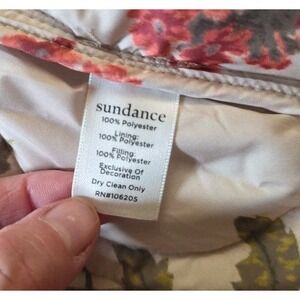 sundance
100% Polyester
Lining:
100% Polyester
Filling:
100% Polyester
Exclusive Of
Decoration
Dry Clean Only
RN#106205